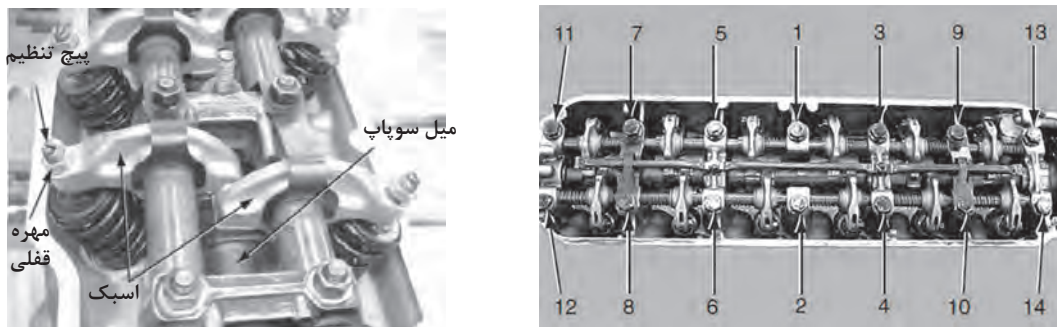 پیچ تنظیم
میل سوپاپ
مهره
قفلی
اسبک
11 7 5 1 3 9 13
12 8 6 2 4 10 14